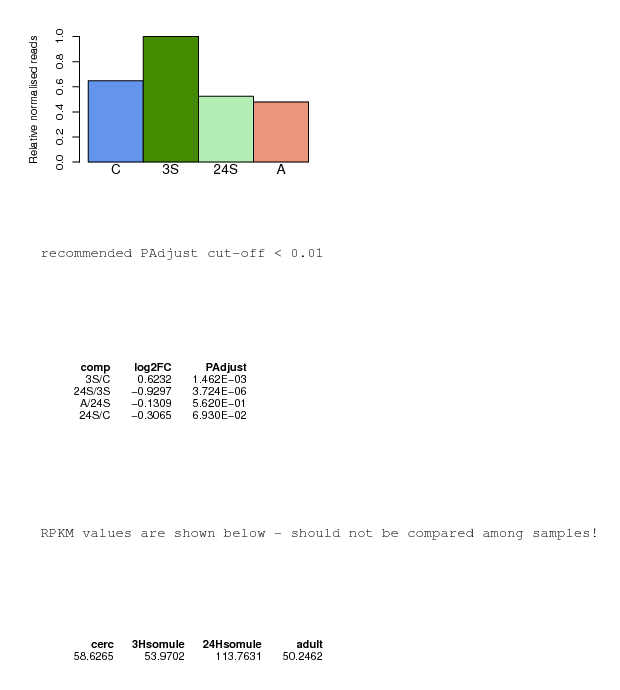 Relative normalised reads
1.0
0.8
0.6
0.4
0.2
0.0
C 3S 24S A
recommended PAdjust cut-off < 0.01
comp log2FC PAdjust
3S/C 0.6232 1.462E−03
24S/3S −0.9297 3.724E−06
A/24S −0.1309 5.620E−01
24S/C −0.3065 6.930E−02
RPKM values are shown below - should not be compared among samples!
cerc 3Hsomule 24Hsomule adult
58.6265 53.9702 113.7631 50.2462